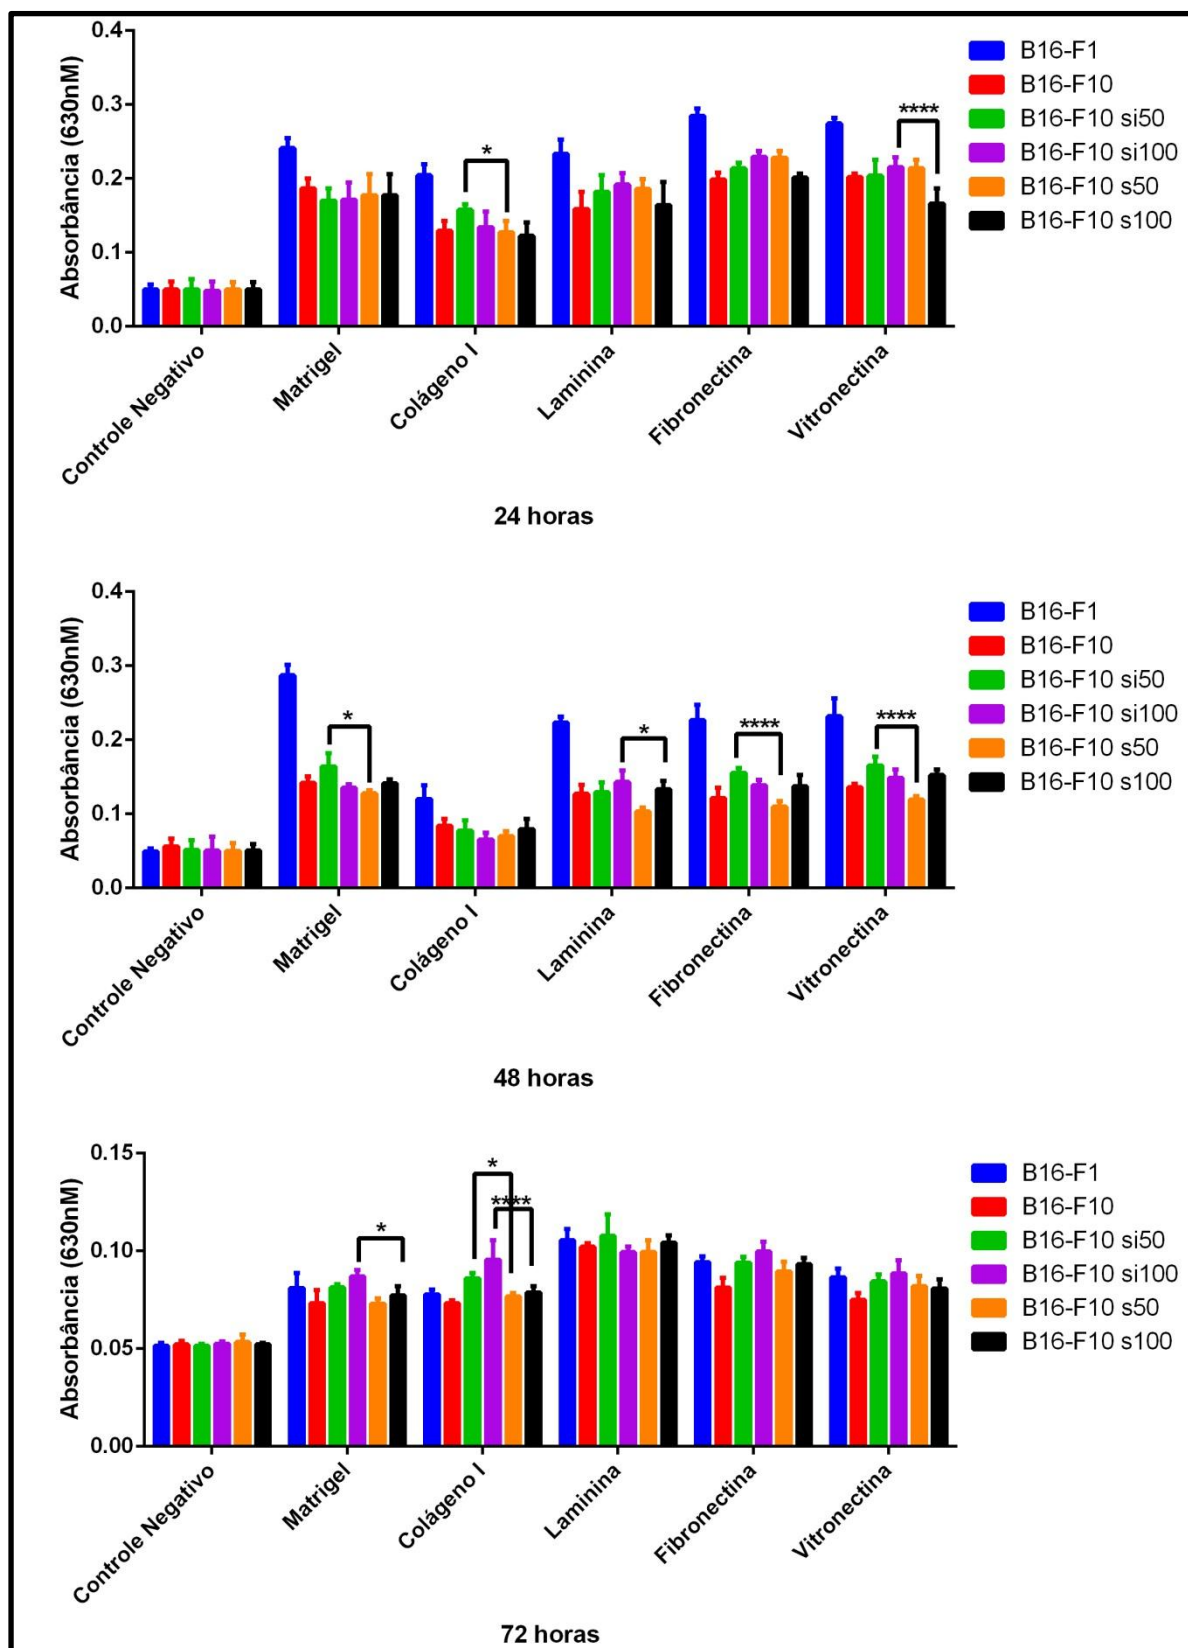 Absorbância (630nM)
0.4
0.3
0.2
0.1
0.0
*
****
Controle Negativo
Matrigel
Colágeno I
Laminina
Fibronectina
Vitronectina
24 horas
B16-F1
B16-F10
B16-F10 si50
B16-F10 si100
B16-F10 s50
B16-F10 s100
Absorbância (630nM)
0.4
0.3
0.2
0.1
0.0
*
*
****
****
Controle Negativo
Matrigel
Colágeno I
Laminina
Fibronectina
Vitronectina
48 horas
B16-F1
B16-F10
B16-F10 si50
B16-F10 si100
B16-F10 s50
B16-F10 s100
Absorbância (630nM)
0.15
0.10
0.05
0.00
*
*
****
Controle Negativo
Matrigel
Colágeno I
Laminina
Fibronectina
Vitronectina
72 horas
B16-F1
B16-F10
B16-F10 si50
B16-F10 si100
B16-F10 s50
B16-F10 s100